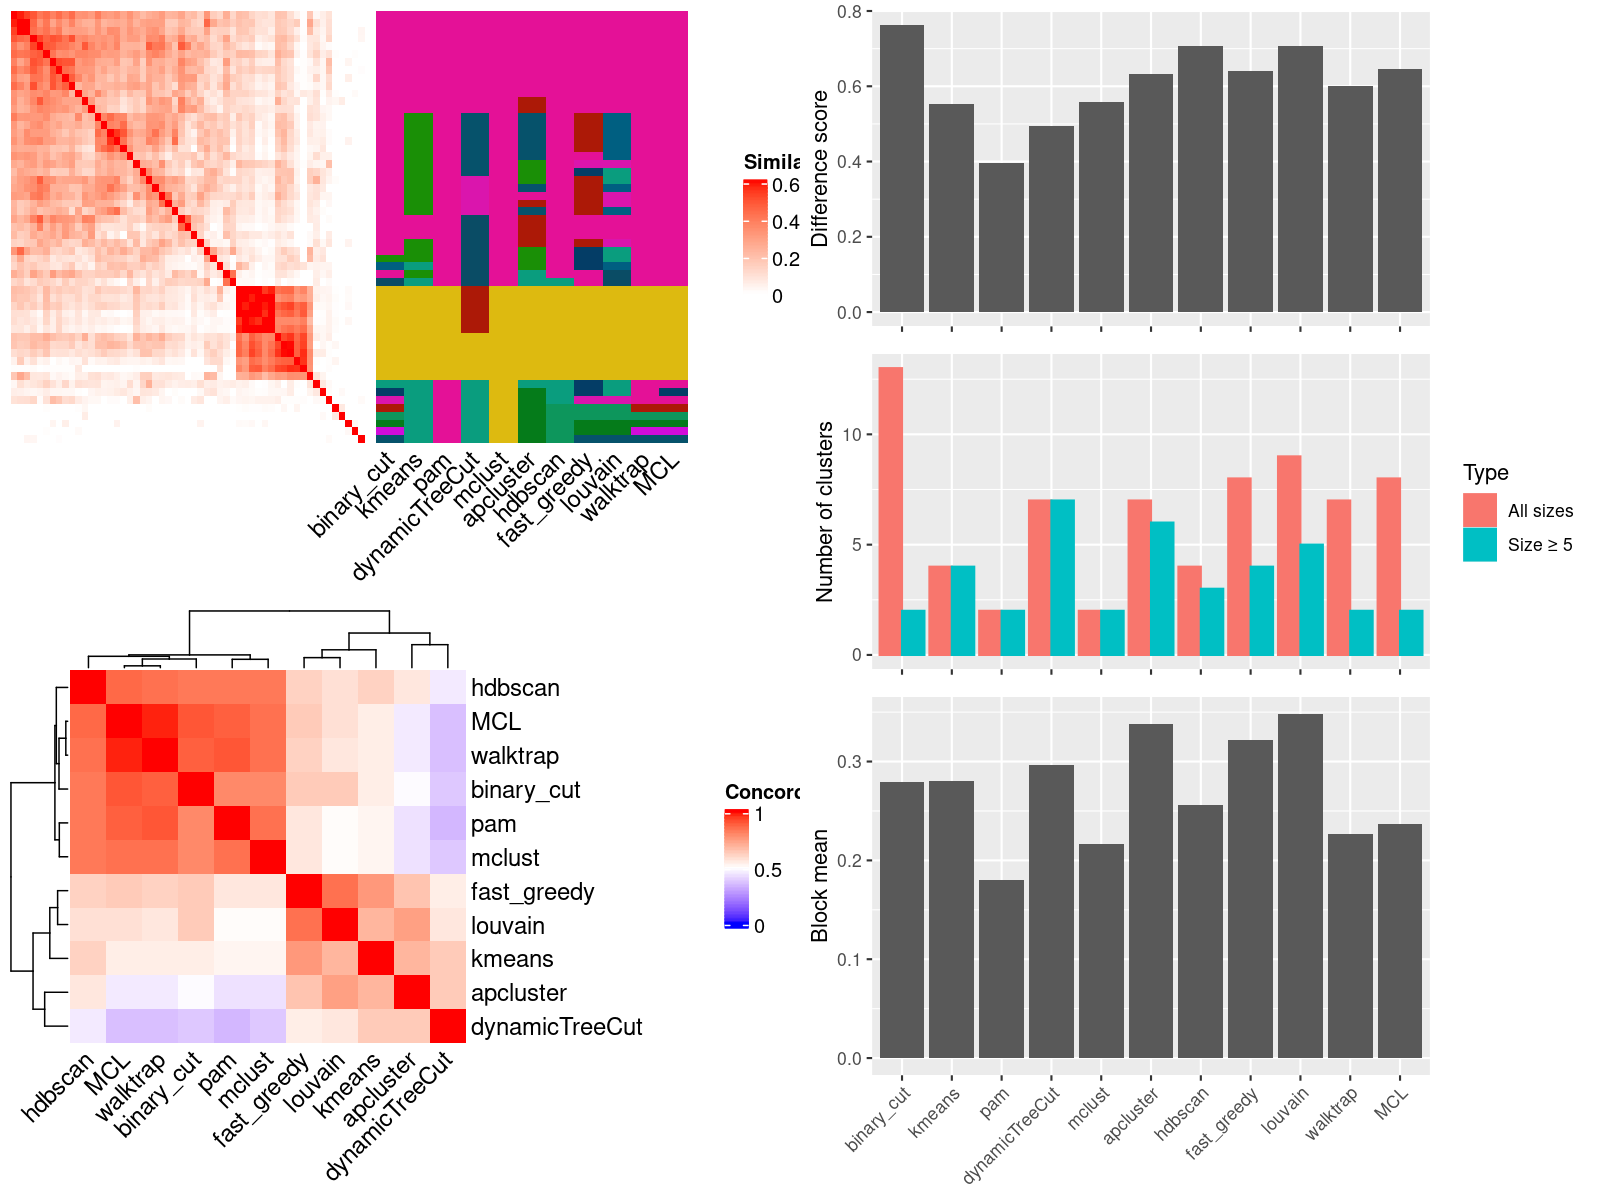 Simila
0.6
0.4
0.2
0
binary_cut
kmeans
pam
dynamicTreeCut
mclust
apcluster
hdbscan
fast_greedy
louvain
walktrap
MCL
hdbscan
MCL
walktrap
binary_cut
pam
mclust
fast_greedy
louvain
kmeans
apcluster
dynamicTreeCut
hdbscan
MCL
walktrap
binary_cut
pam
mclust
fast_greedy
louvain
kmeans
apcluster
dynamicTreeCut
Concord
1
0.5
0
Difference score
0.8
0.6
0.4
0.2
0.0
Number of clusters
10
5
0
Type
All sizes
Size ≥ 5
Block mean
0.3
0.2
0.1
0.0
binary_cut
kmeans
pam
dynamicTreeCut
mclust
apcluster
hdbscan
fast_greedy
louvain
walktrap
MCL